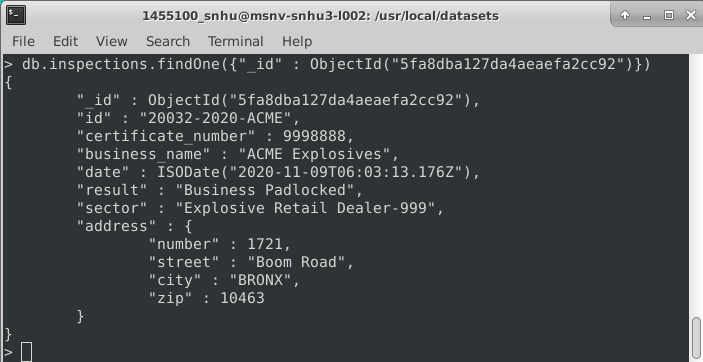 1455100_snhu@msnv-snhu3-l002: /usr/local/datasets
File Edit View Search Terminal Help
> db.inspections.findOne({"_id" : ObjectId("5fa8dba127da4aeaefa2cc92")})
{
        "_id" : ObjectId("5fa8dba127da4aeaefa2cc92"),
        "id" : "20032-2020-ACME",
        "certificate_number" : 9998888,
        "business_name" : "ACME Explosives",
        "date" : ISODate("2020-11-09T06:03:13.176Z"),
        "result" : "Business Padlocked",
        "sector" : "Explosive Retail Dealer-999",
        "address" : {
                "number" : 1721,
                "street" : "Boom Road",
                "city" : "BRONX",
                "zip" : 10463
        }
}
>